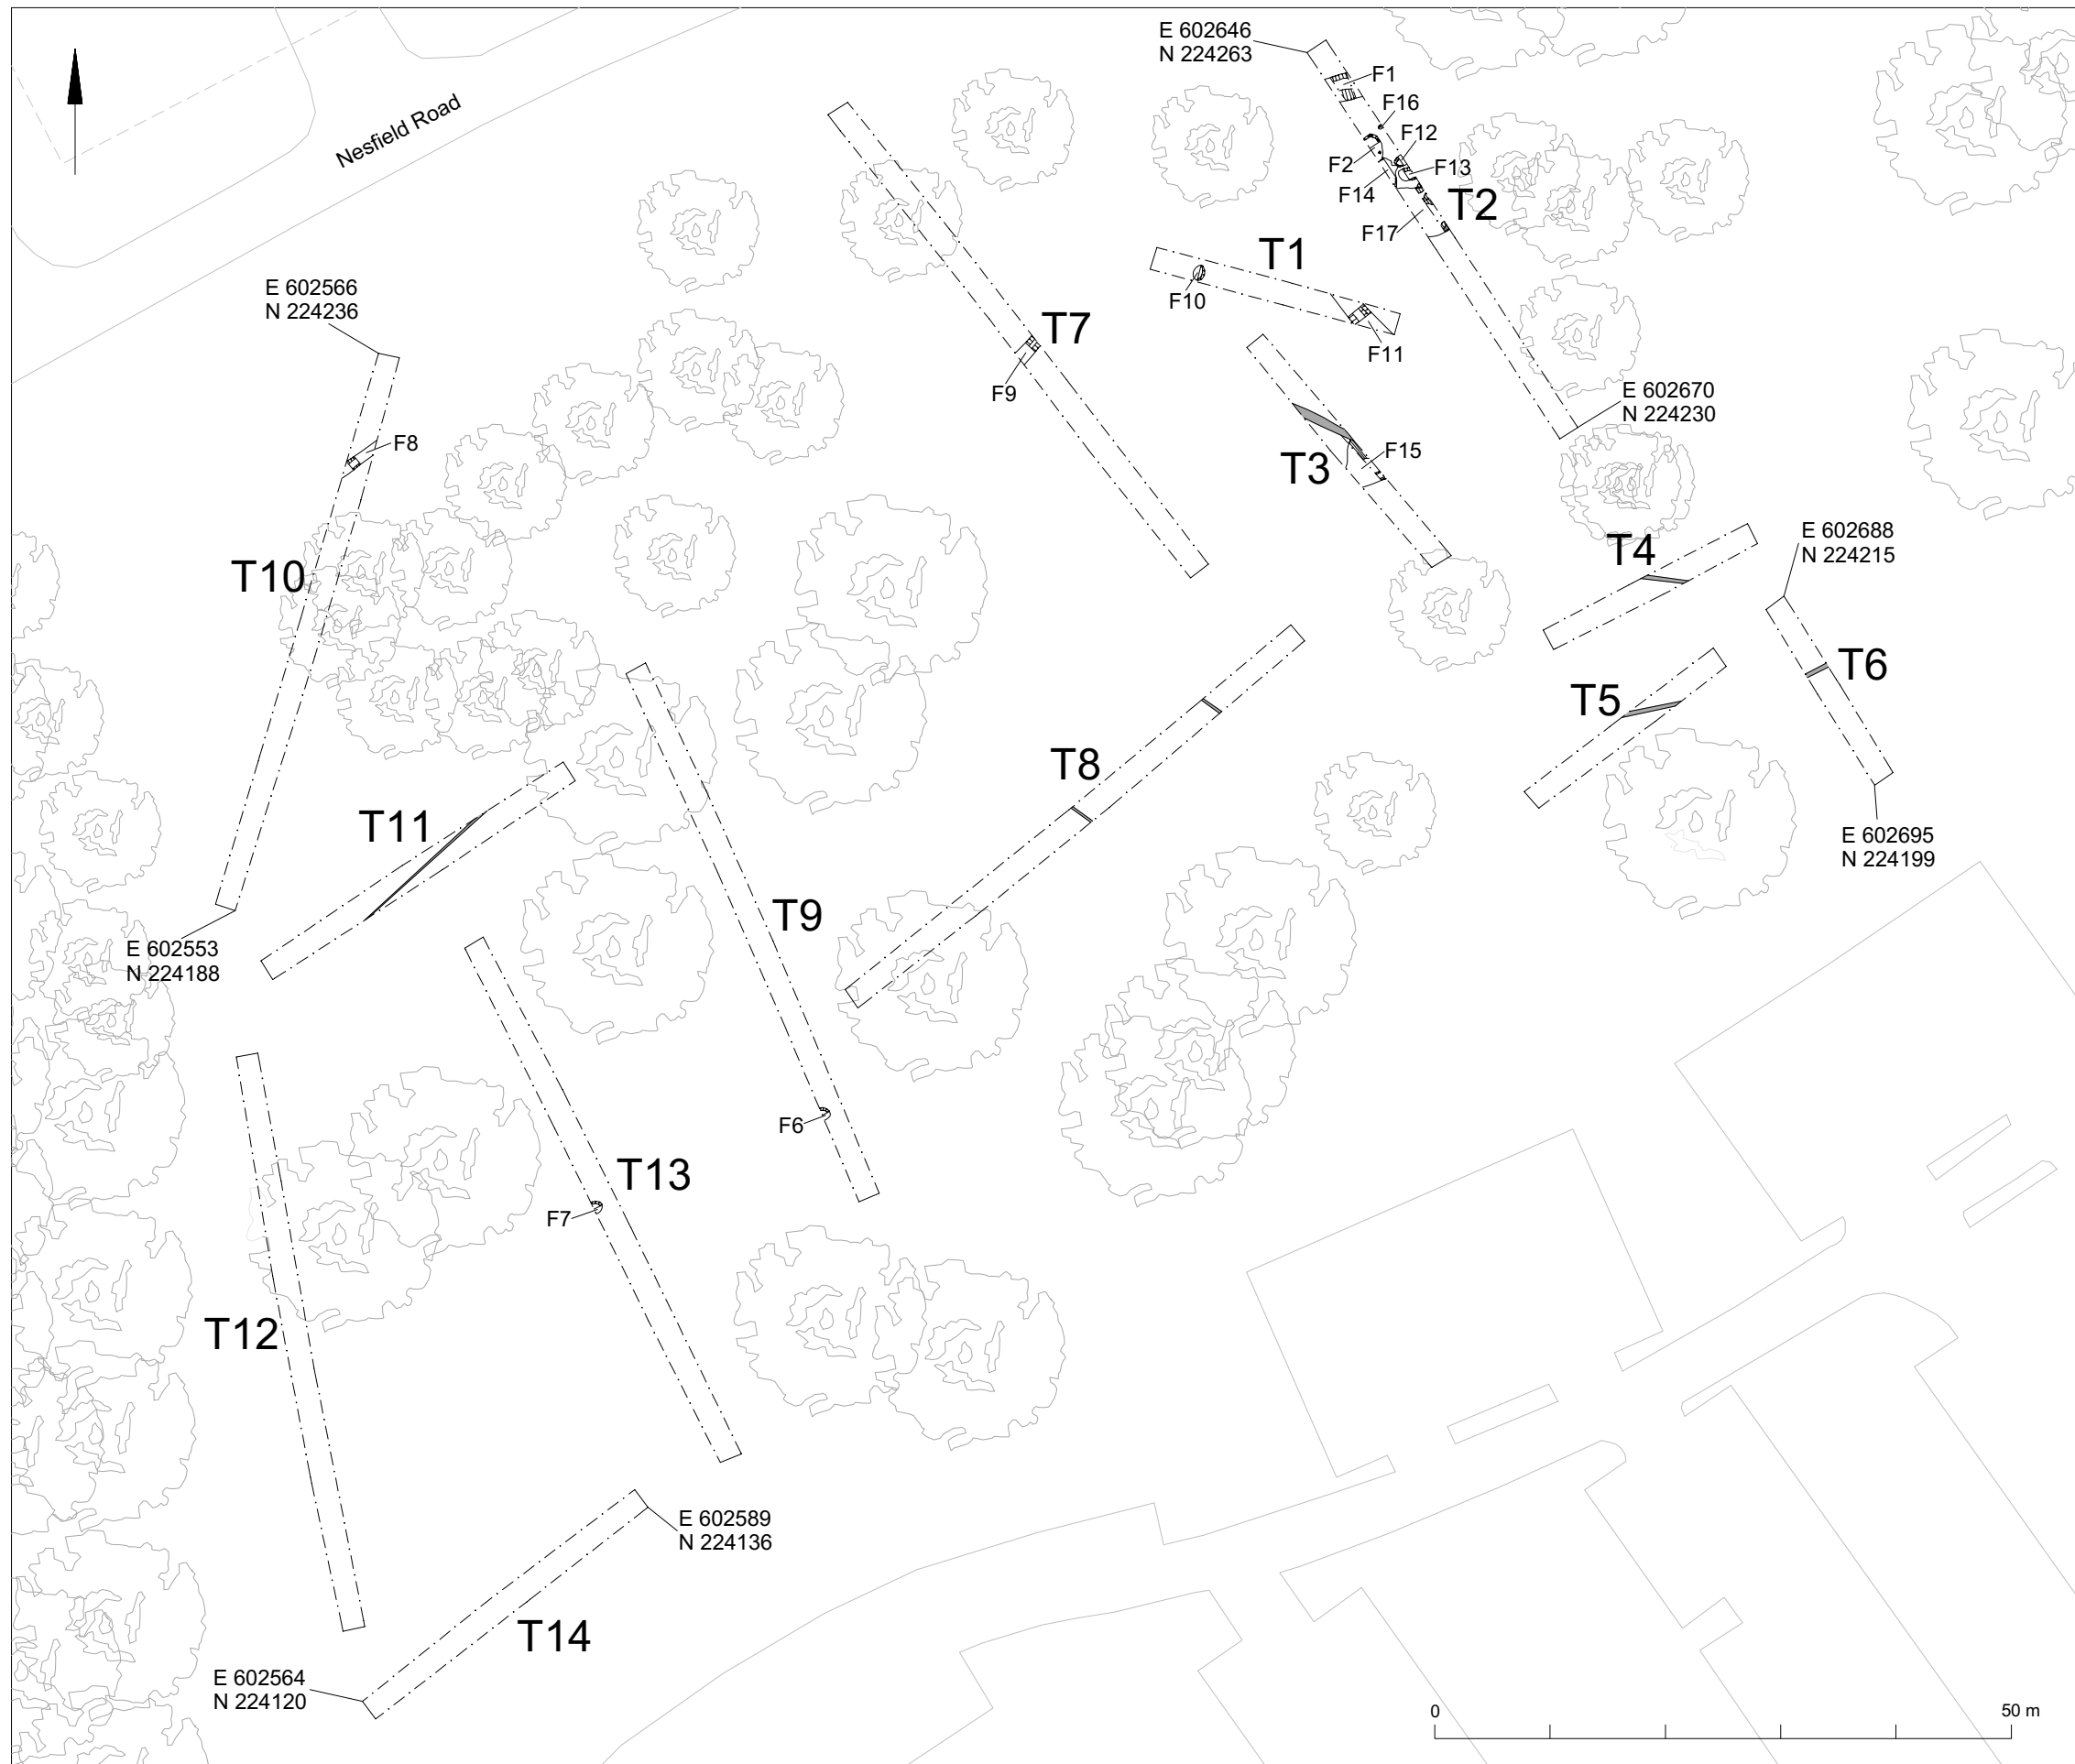 E 602646
N 224263
F1
F16
F12
F2
F13
F14
T2
F17
Nesfield Road
T1
F10
F11
T7
F9
E 602566
N 224236
F8
T10
T3
F15
E 602670
N 224230
T4
E 602688
N 224215
T6
T5
E 602695
N 224199
T8
T11
T9
E 602553
N 224188
F6
T13
F7
T12
E 602589
N 224136
T14
E 602564
N 224120
0
50 m